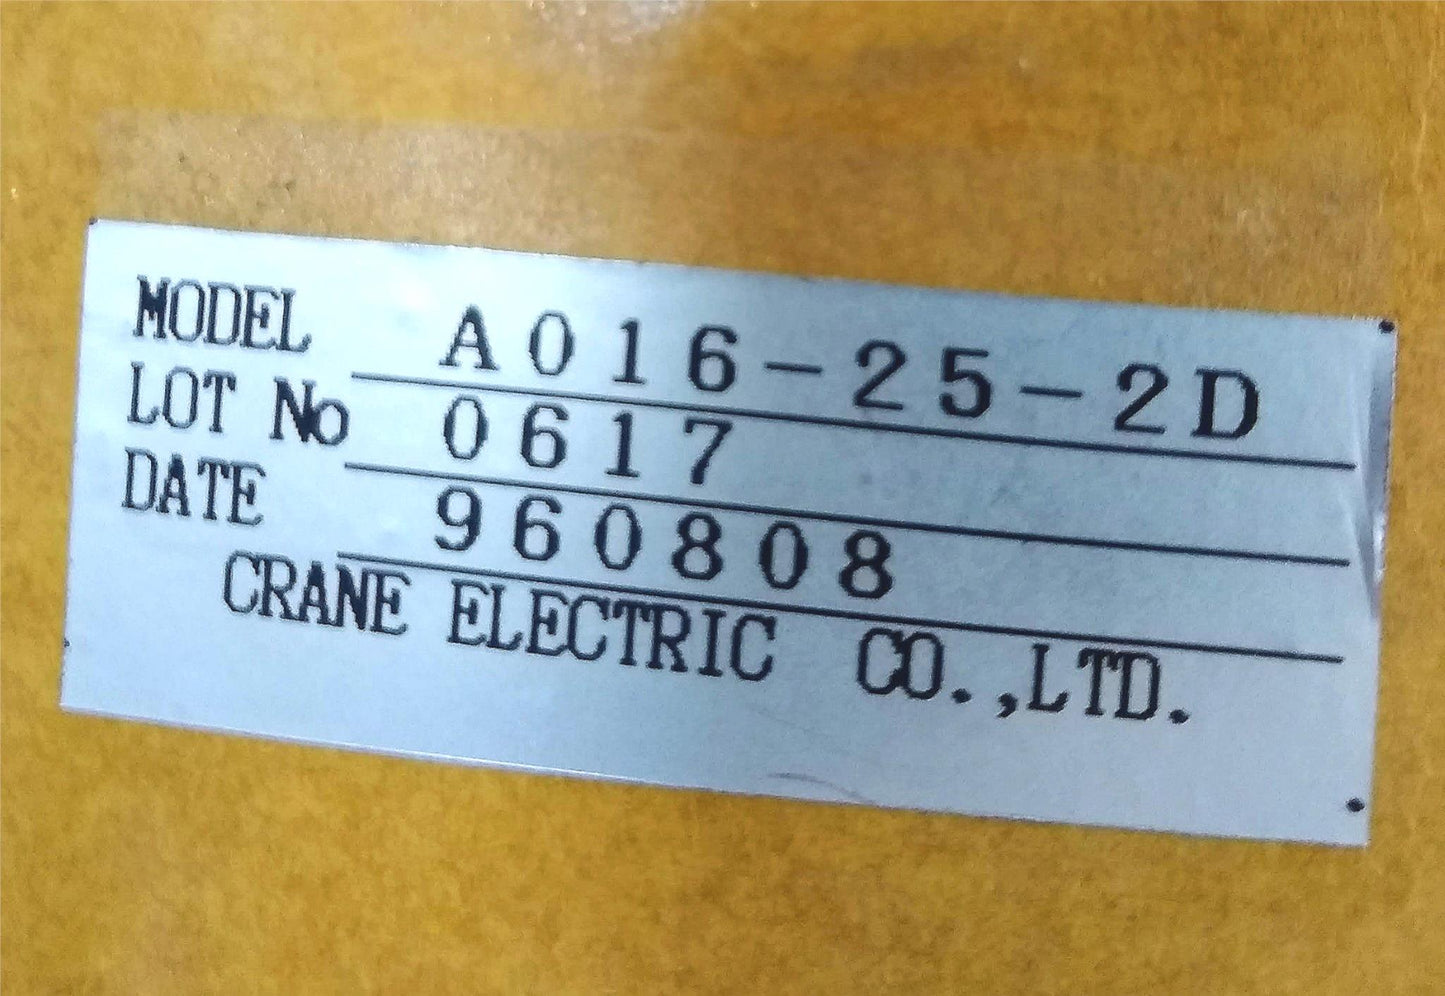 MODEL A016-25-2D
LOT No 0617
DATE 960808
CRANE ELECTRIC CO.,LTD.